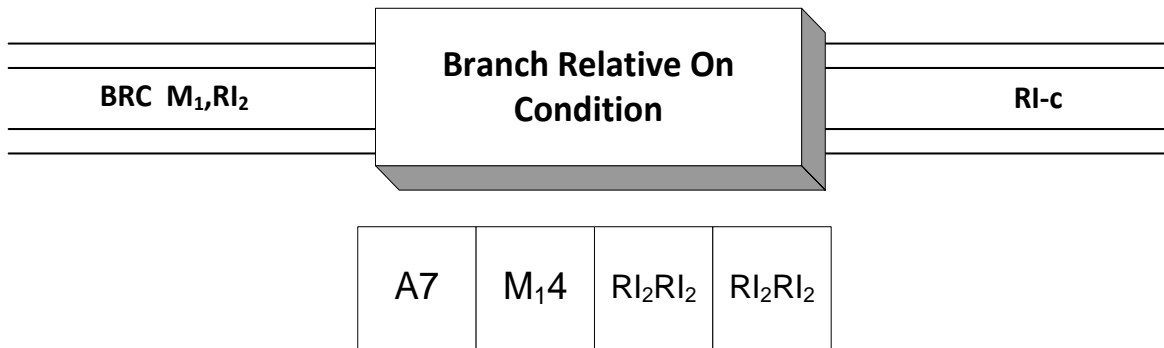 Branch Relative On
Condition
BRC M₁,RI₂
RI-c
A7 M₁4 RI₂RI₂ RI₂RI₂